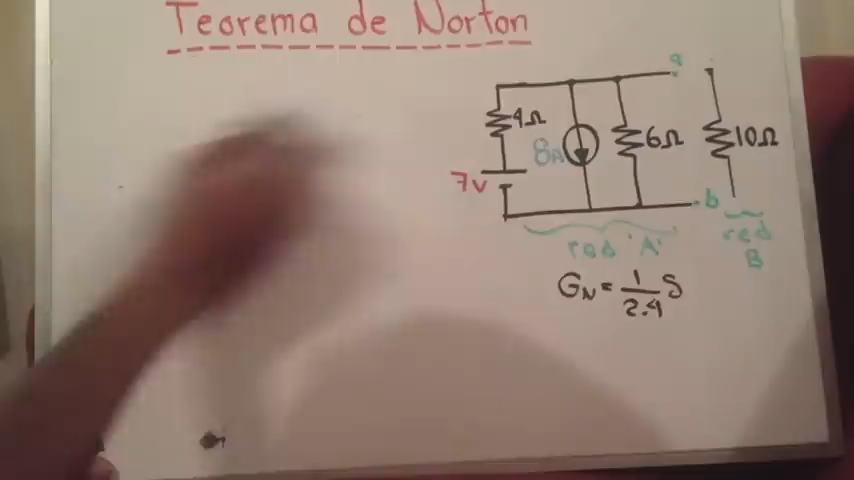 Teorema de Norton
a
4Ω
8A
6Ω
10Ω
7v
b
red 'A'
red
B
G_N = 1/2.4 S